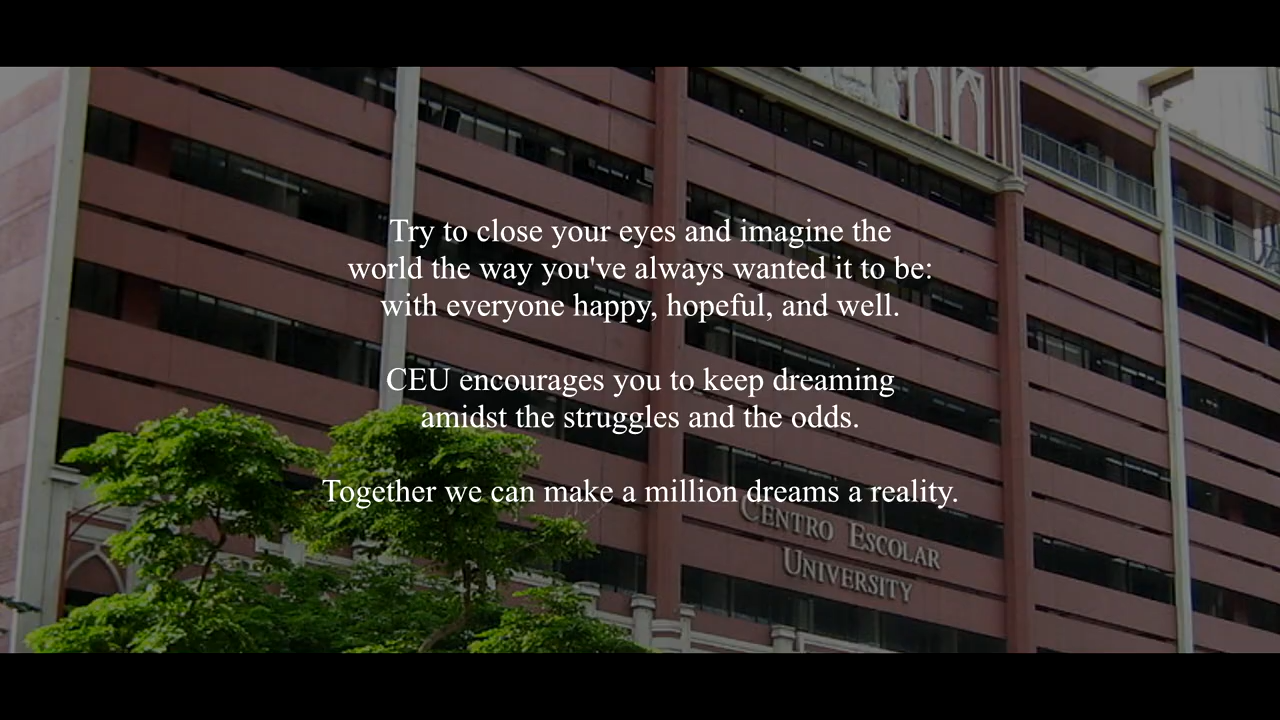 Try to close your eyes and imagine the
world the way you've always wanted it to be:
with everyone happy, hopeful, and well.
CEU encourages you to keep dreaming
amidst the struggles and the odds.
Together we can make a million dreams a reality.
CENTRO ESCOLAR
UNIVERSITY